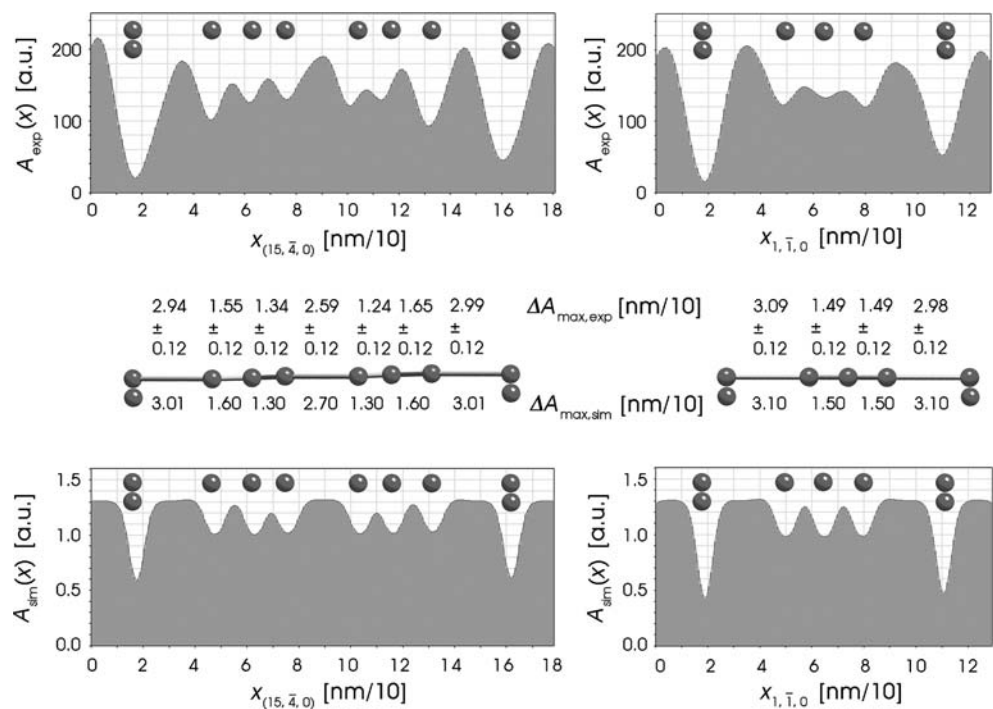 A_exp(x) [a.u.]
200
100
0
0 2 4 6 8 10 12 14 16 18
x_(15, 4̄, 0) [nm/10]
A_exp(x) [a.u.]
200
100
0
0 2 4 6 8 10 12
x_1, 1̄, 0 [nm/10]
2.94 1.55 1.34 2.59 1.24 1.65 2.99
± ± ± ± ± ± ±
0.12 0.12 0.12 0.12 0.12 0.12 0.12
3.01 1.60 1.30 2.70 1.30 1.60 3.01
ΔA_max,exp [nm/10]
ΔA_max,sim [nm/10]
3.09 1.49 1.49 2.98
± ± ± ±
0.12 0.12 0.12 0.12
3.10 1.50 1.50 3.10
A_sim(x) [a.u.]
1.5
1.0
0.5
0.0
0 2 4 6 8 10 12 14 16 18
x_(15, 4̄, 0) [nm/10]
A_sim(x) [a.u.]
1.5
1.0
0.5
0.0
0 2 4 6 8 10 12
x_1, 1̄, 0 [nm/10]